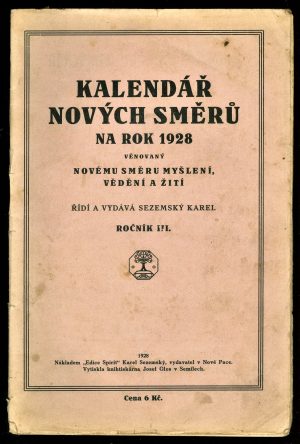 KALENDÁŘ
NOVÝCH SMĚRŮ
NA ROK 1928
VĚNOVANÝ
NOVÉMU SMĚRU MYŠLENÍ,
VĚDĚNÍ A ŽITÍ
ŘÍDÍ A VYDÁVÁ SEZEMSKÝ KAREL
ROČNÍK
1928
Nákladem „Edice Spirit“ Karel Sezemský, vydavatel v Nové Pace.
Vytiskla knihtiskárna Josef Glos v Semilech.
Cena 6 Kč.